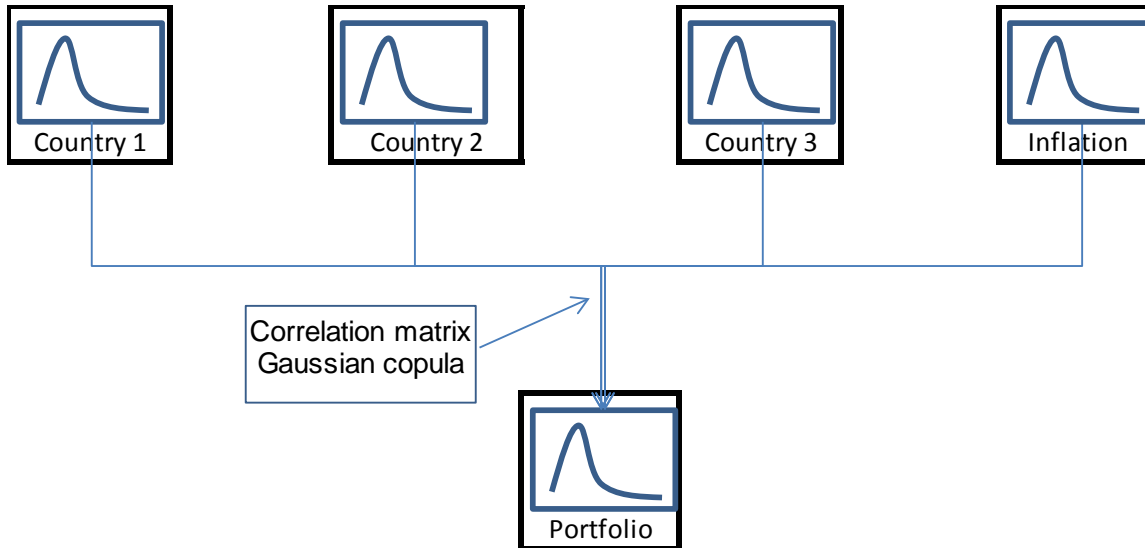 Country 1
Country 2
Country 3
Inflation
Correlation matrix
Gaussian copula
Portfolio